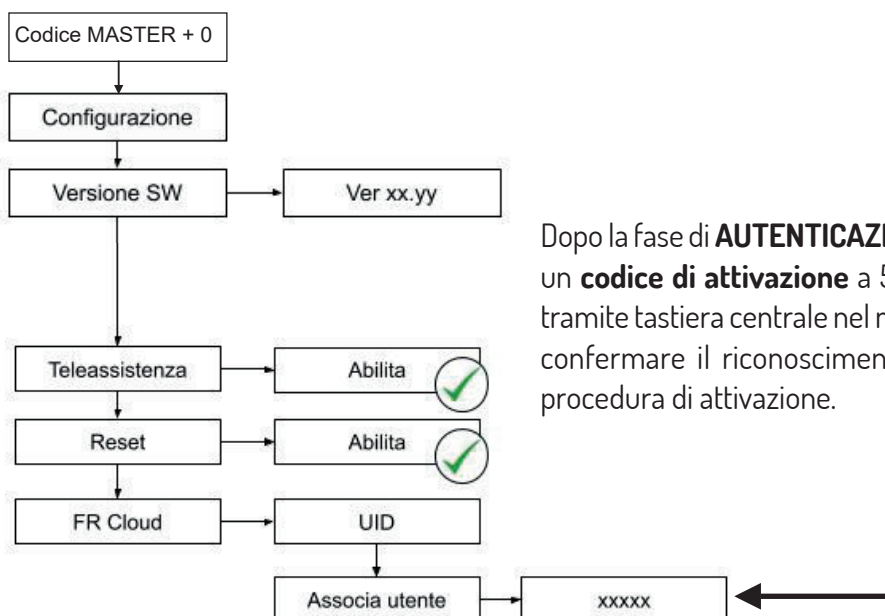 Codice MASTER + 0
Configurazione
Versione SW
Ver xx.yy
Dopo la fase di
un codice di attivazione a
tramite tastiera centrale nel
confermare il
procedura di attivazione.
Teleassistenza
Abilita
Reset
Abilita
FR Cloud
UID
Associa utente
xxxxx